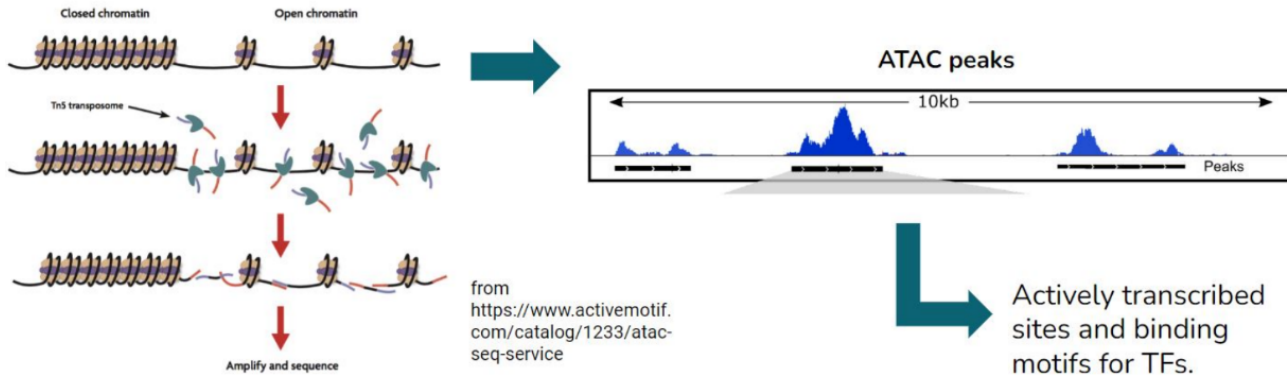 Closed chromatin
Open chromatin
Tn5 transposome
Amplify and sequence
from
https://www.activemotif.
com/catalog/1233/atac-
seq-service
ATAC peaks
10kb
Peaks
Actively transcribed
sites and binding
motifs for TFs.